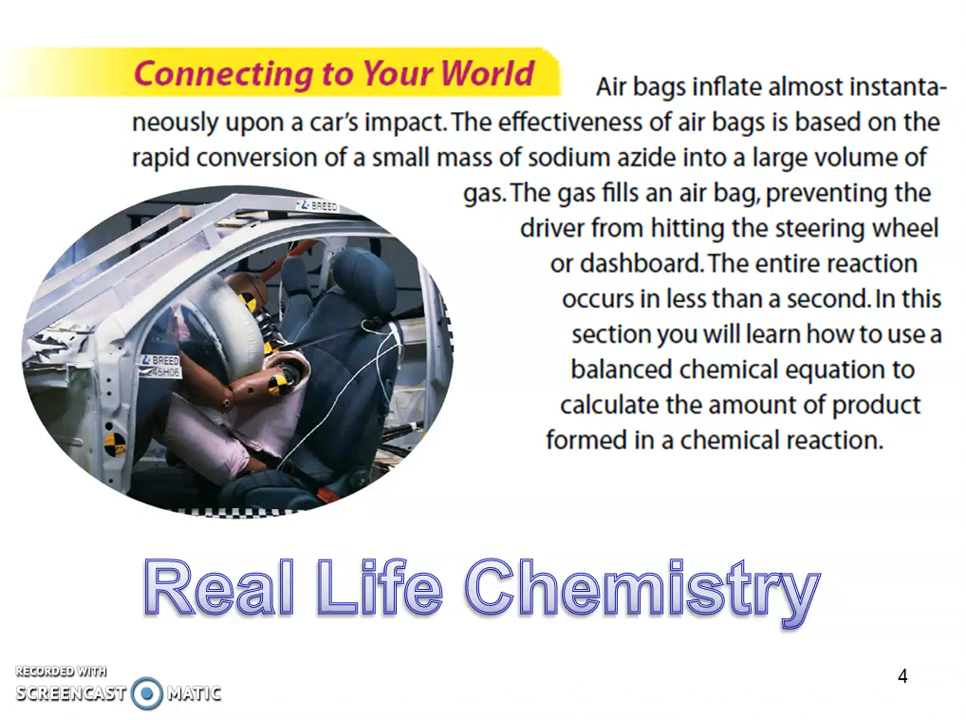 Connecting to Your World
Air bags inflate almost instanta-
neously upon a car's impact. The effectiveness of air bags is based on the
rapid conversion of a small mass of sodium azide into a large volume of
gas. The gas fills an air bag, preventing the
driver from hitting the steering wheel
or dashboard. The entire reaction
occurs in less than a second. In this
section you will learn how to use a
balanced chemical equation to
calculate the amount of product
formed in a chemical reaction.
BREED
BREED
Real Life Chemistry
RECORDED WITH
SCREENCAST MATIC
4